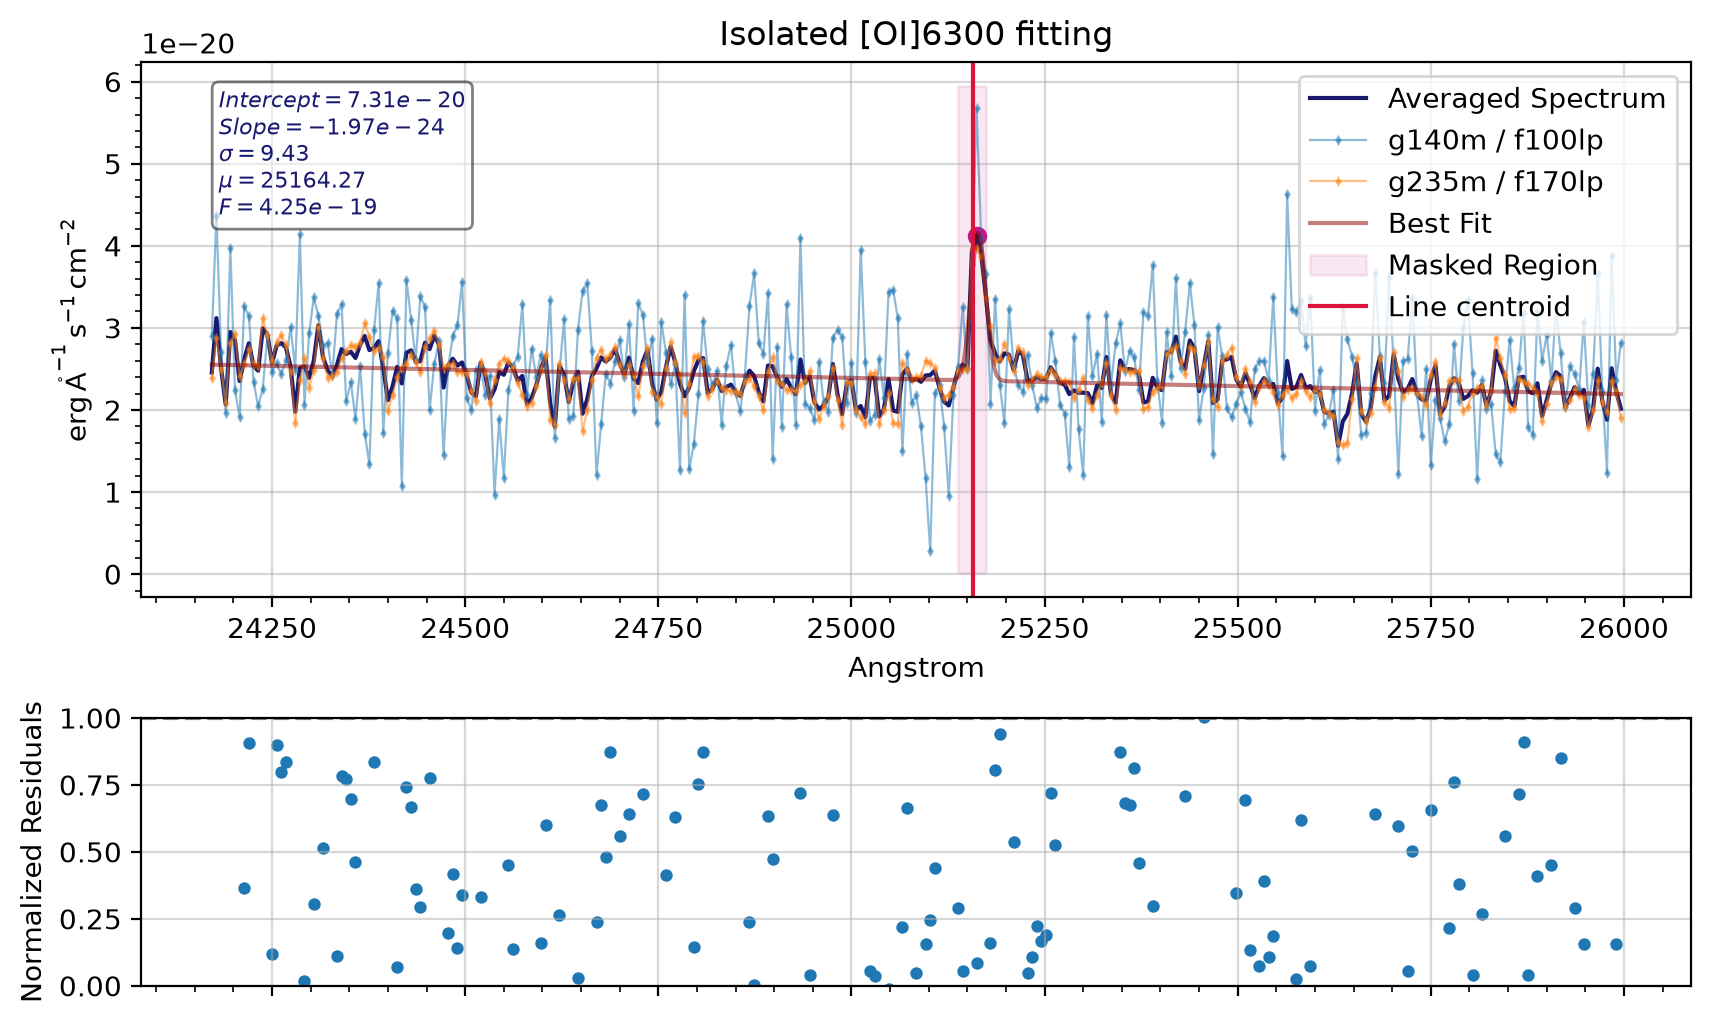 Isolated [OI]6300 fitting
1e−20
Intercept = 7.31e − 20
Slope = −1.97e − 24
σ = 9.43
μ = 25164.27
F = 4.25e − 19
Averaged Spectrum
g140m / f100lp
g235m / f170lp
Best Fit
Masked Region
Line centroid
6
5
4
3
2
1
0
erg Å⁻¹ s⁻¹ cm⁻²
24250 24500 24750 25000 25250 25500 25750 26000
Angstrom
1.00
0.75
0.50
0.25
0.00
Normalized Residuals